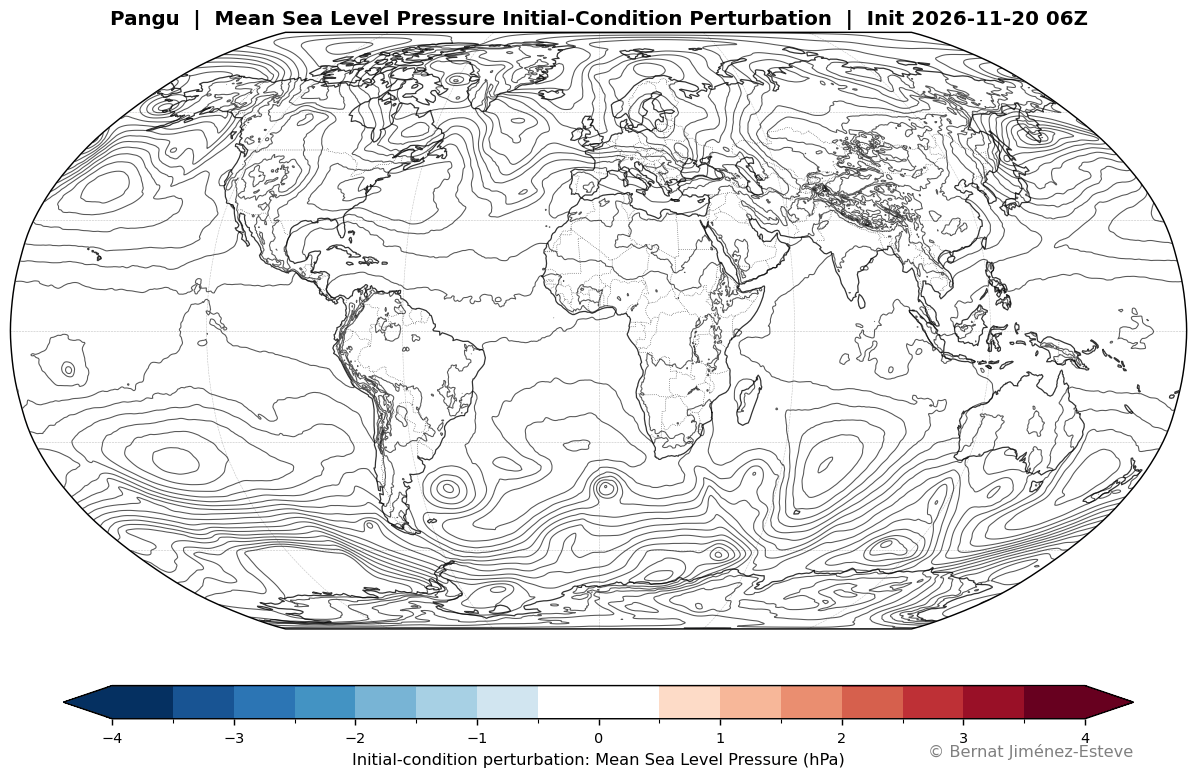 Pangu | Mean Sea Level Pressure Initial-Condition Perturbation | Init 2026-11-20 06Z
−4 −3 −2 −1 0 1 2 3 4
Initial-condition perturbation: Mean Sea Level Pressure (hPa)
© Bernat Jiménez-Esteve